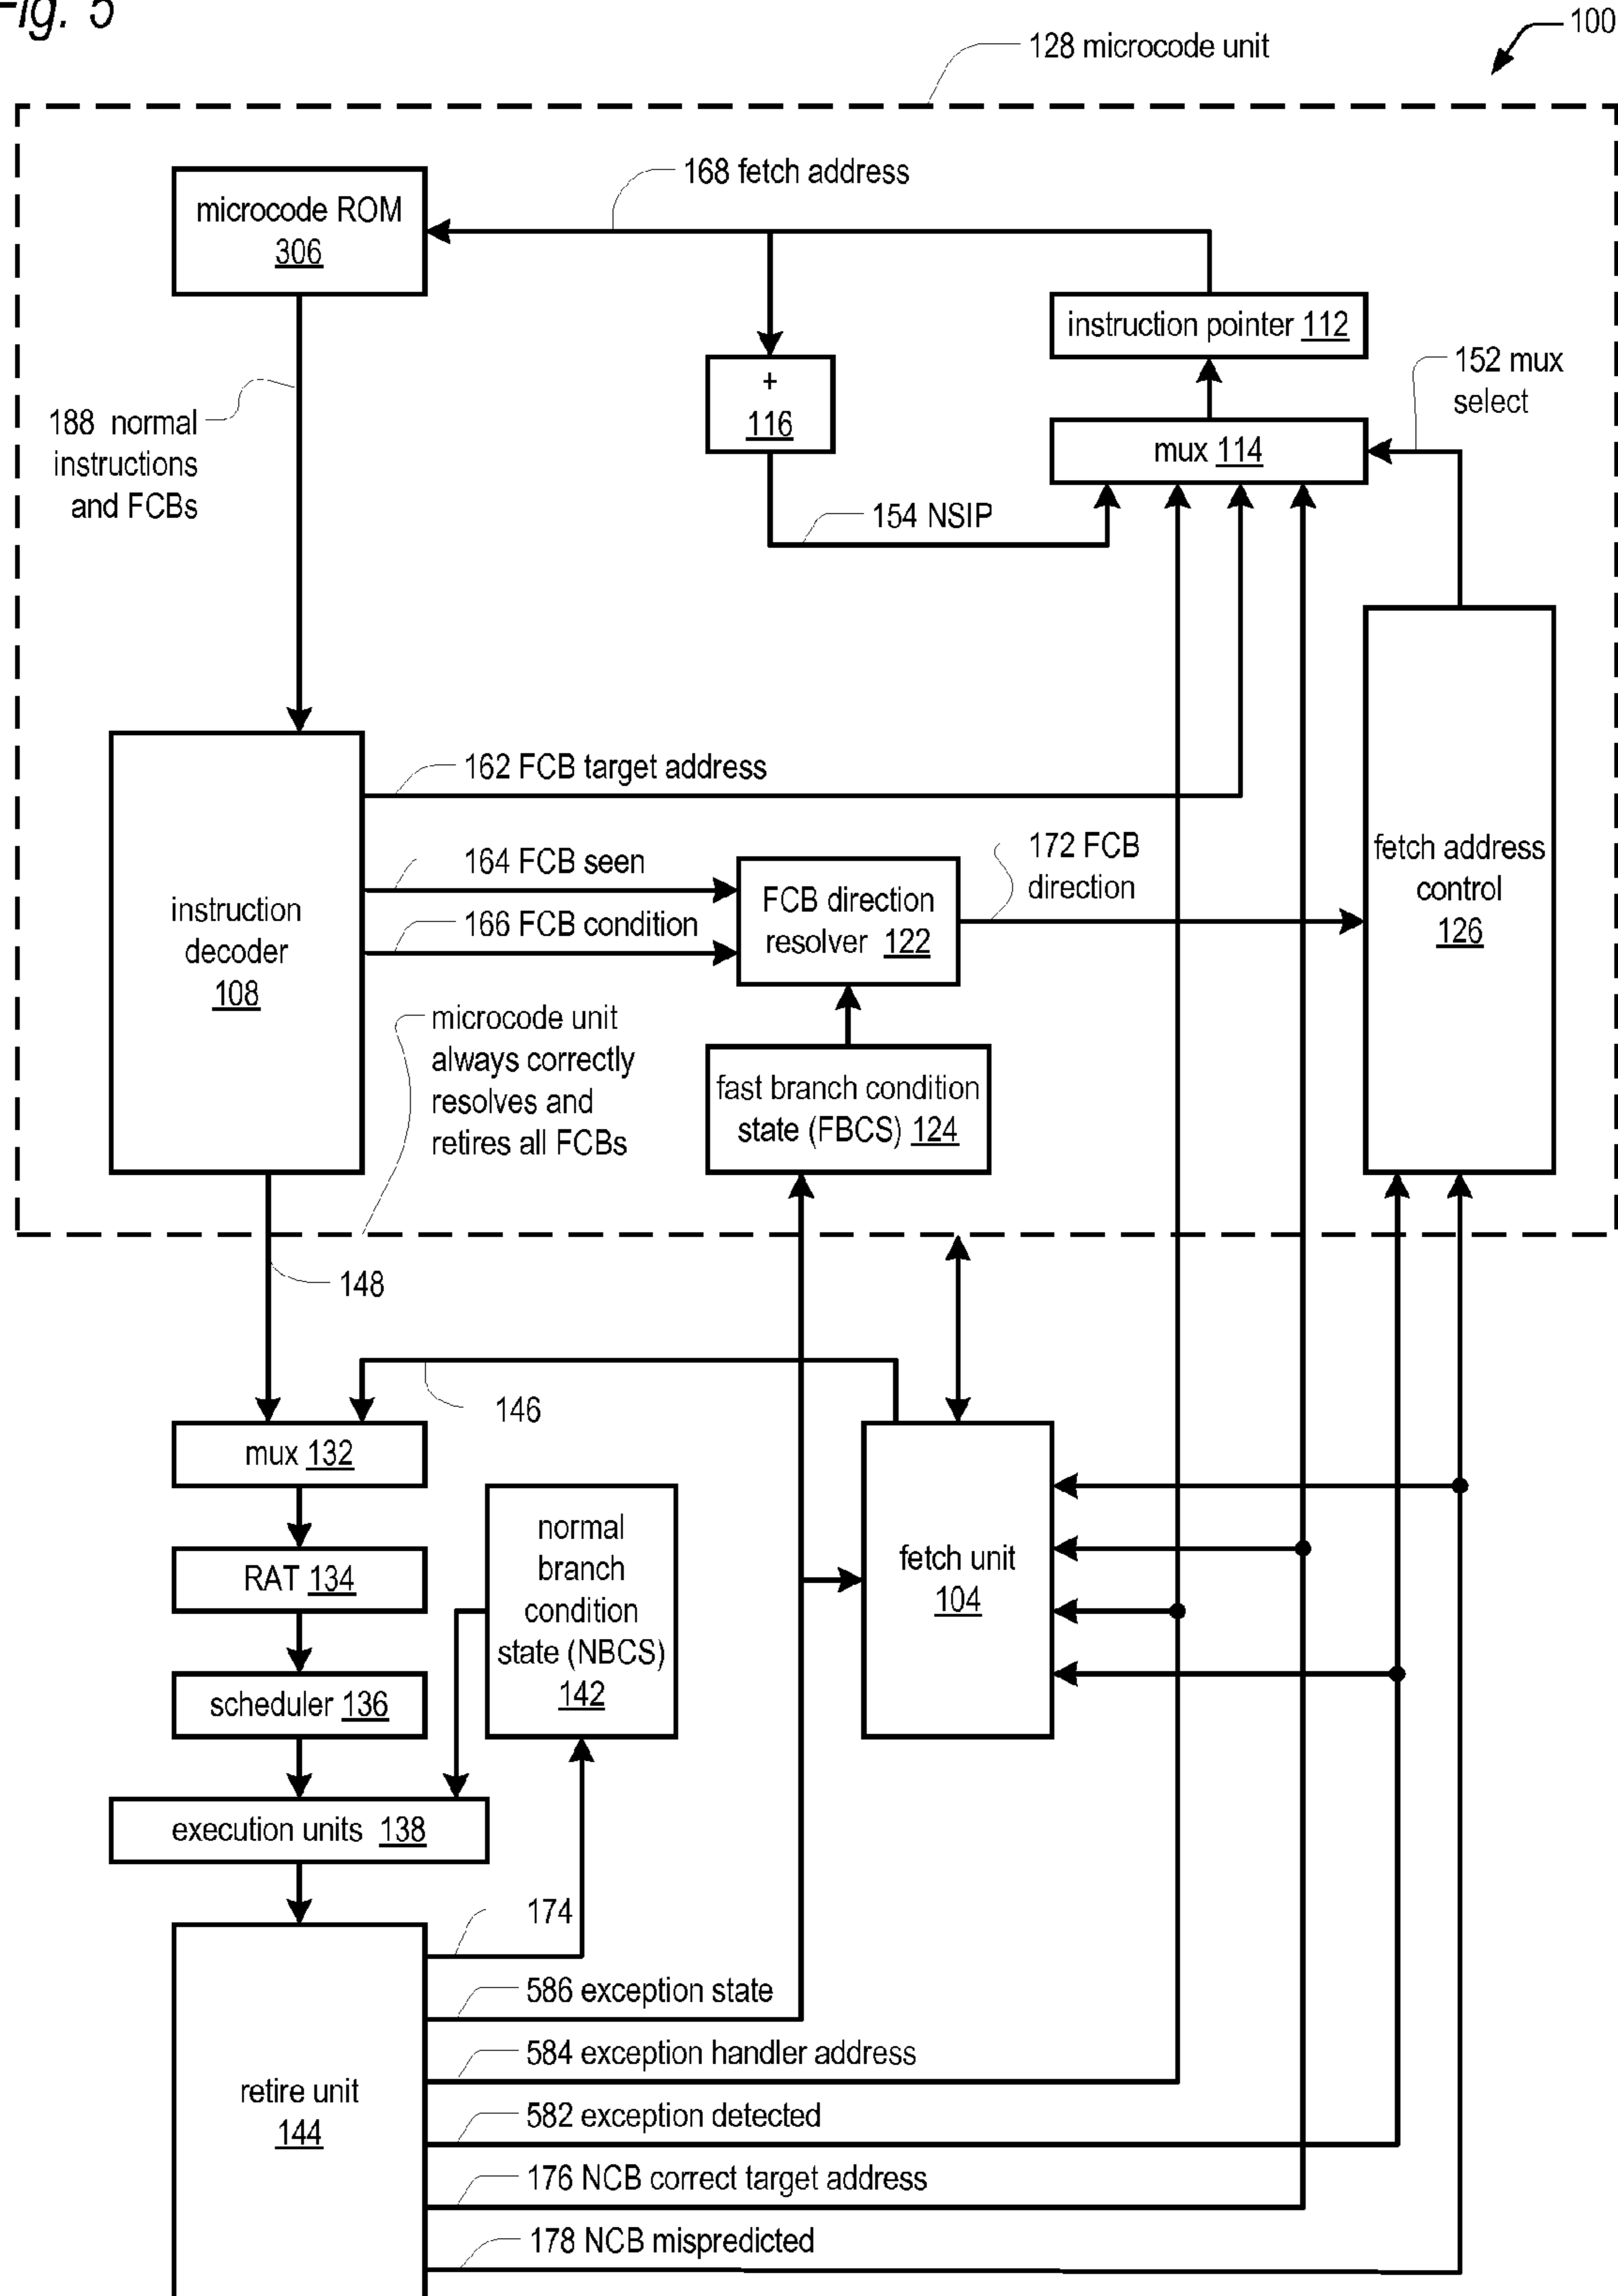 Fig. 5
100
128 microcode unit
168 fetch address
microcode ROM
306
instruction pointer 112
152 mux
select
+
116
188 normal
instructions
and FCBs
mux 114
154 NSIP
162 FCB target address
164 FCB seen
166 FCB condition
172 FCB
direction
fetch address
control
126
instruction
decoder
108
FCB direction
resolver 122
microcode unit
always correctly
resolves and
retires all FCBs
fast branch condition
state (FBCS) 124
148
146
mux 132
normal
branch
condition
state (NBCS)
142
fetch unit
104
RAT 134
scheduler 136
execution units 138
174
586 exception state
584 exception handler address
retire unit
144
582 exception detected
176 NCB correct target address
178 NCB mispredicted